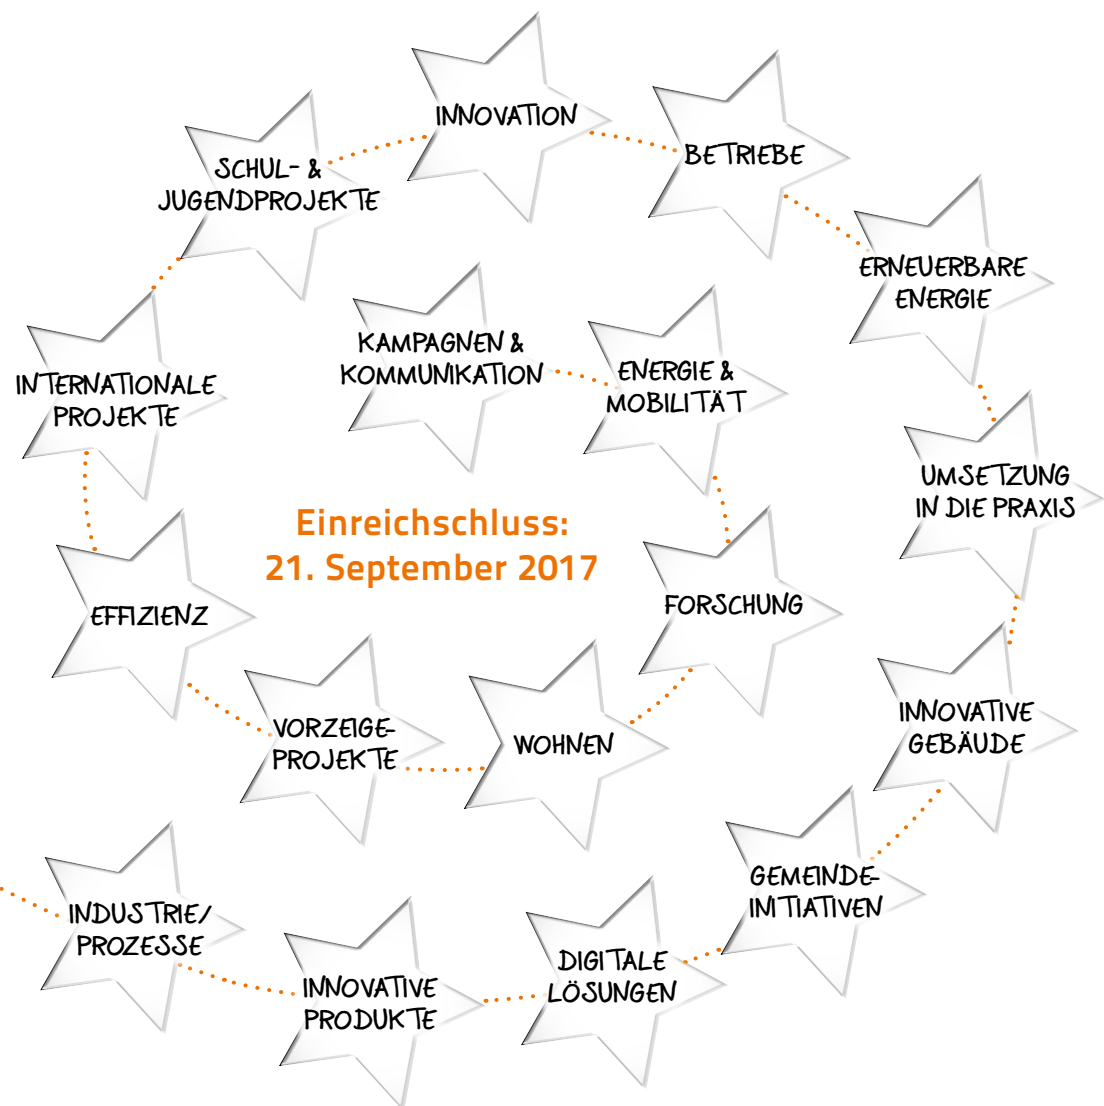 INNOVATION
BETRIEBE
SCHUL- &
JUGENDPROJEKTE
ERNEUERBARE
ENERGIE
KAMPAGNEN &
KOMMUNIKATION
ENERGIE &
MOBILITÄT
INTERNATIONALE
PROJEKTE
UMSETZUNG
IN DIE PRAXIS
Einreichschluss:
21. September 2017
EFFIZIENZ
FORSCHUNG
VORZEIGE-
PROJEKTE
WOHNEN
INNOVATIVE
GEBÄUDE
GEMEINDE-
INITIATIVEN
INDUSTRIE/
PROZESSE
DIGITALE
LÖSUNGEN
INNOVATIVE
PRODUKTE